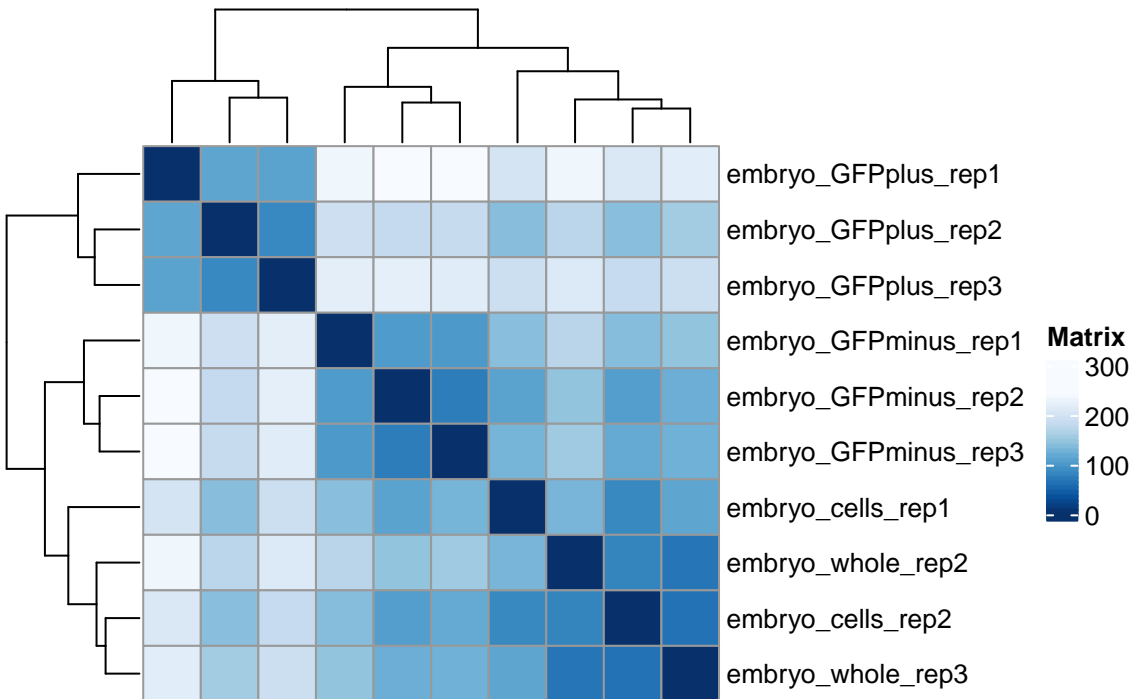 embryo_GFPplus_rep1
embryo_GFPplus_rep2
embryo_GFPplus_rep3
embryo_GFPminus_rep1
embryo_GFPminus_rep2
embryo_GFPminus_rep3
embryo_cells_rep1
embryo_whole_rep2
embryo_cells_rep2
embryo_whole_rep3
Matrix
300
200
100
0